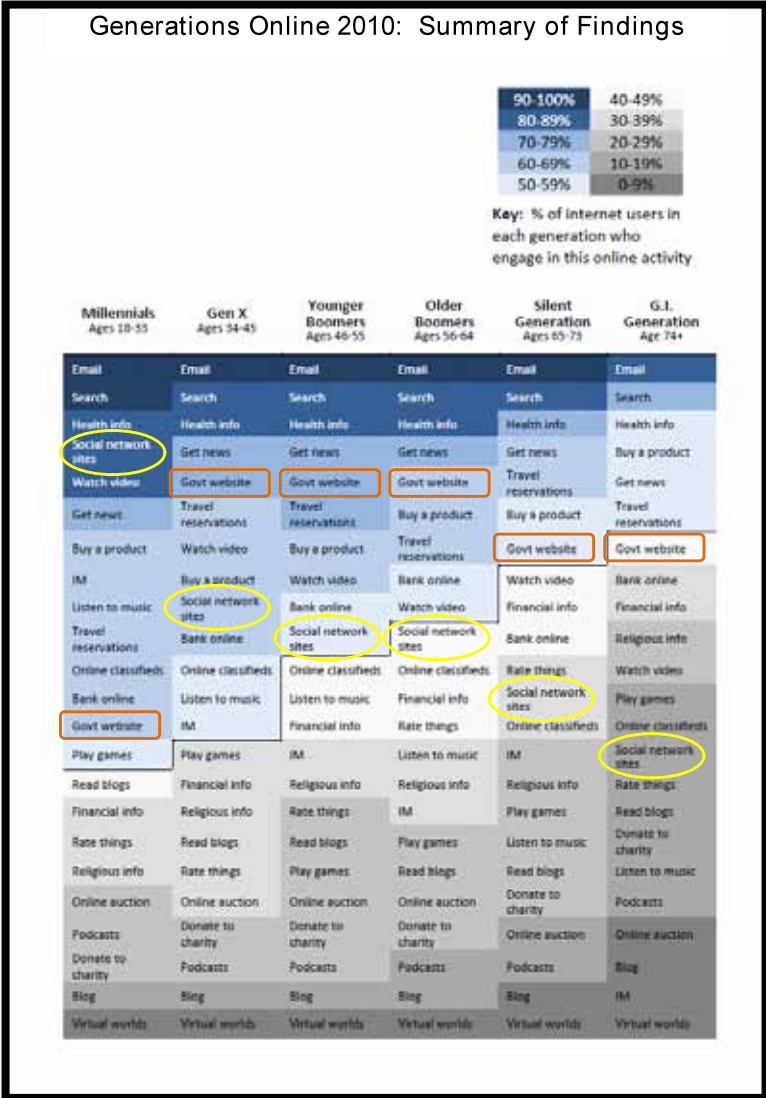 Generations Online 2010: Summary of Findings
90-100% 40-49%
80-89% 30-39%
70-79% 20-29%
60-69% 10-19%
50-59% 0-9%
Key: % of internet users in
each generation who
engage in this online activity
Millennials
Ages 18-33
Email
Search
Health info
Social network
sites
Watch video
Get news
Buy a product
IM
Listen to music
Travel
reservations
Online classifieds
Bank online
Govt website
Play games
Read blogs
Financial info
Rate things
Religious info
Online auction
Podcasts
Donate to
charity
Blog
Virtual worlds
Gen X
Ages 34-45
Email
Search
Health info
Get news
Govt website
Travel
reservations
Watch video
Buy a product
Social network
sites
Bank online
Online classifieds
Listen to music
IM
Play games
Financial info
Religious info
Read blogs
Rate things
Online auction
Donate to
charity
Podcasts
Blog
Virtual worlds
Younger
Boomers
Ages 46-55
Email
Search
Health info
Get news
Govt website
Travel
reservations
Buy a product
Watch video
Bank online
Social network
sites
Online classifieds
Listen to music
Financial info
IM
Religious info
Rate things
Read blogs
Play games
Online auction
Donate to
charity
Podcasts
Blog
Virtual worlds
Older
Boomers
Ages 56-64
Email
Search
Health info
Get news
Govt website
Buy a product
Travel
reservations
Bank online
Watch video
Social network
sites
Online classifieds
Financial info
Rate things
Listen to music
Religious info
IM
Play games
Read blogs
Online auction
Donate to
charity
Podcasts
Blog
Virtual worlds
Silent
Generation
Ages 65-73
Email
Search
Health info
Get news
Travel
reservations
Buy a product
Govt website
Watch video
Financial info
Bank online
Rate things
Social network
sites
Online classifieds
IM
Religious info
Play games
Listen to music
Read blogs
Donate to
charity
Online auction
Podcasts
Blog
Virtual worlds
G.I.
Generation
Age 74+
Email
Search
Health info
Buy a product
Get news
Travel
reservations
Govt website
Bank online
Financial info
Religious info
Watch video
Play games
Online classifieds
Social network
sites
Rate things
Read blogs
Donate to
charity
Listen to music
Podcasts
Online auction
Blog
IM
Virtual worlds